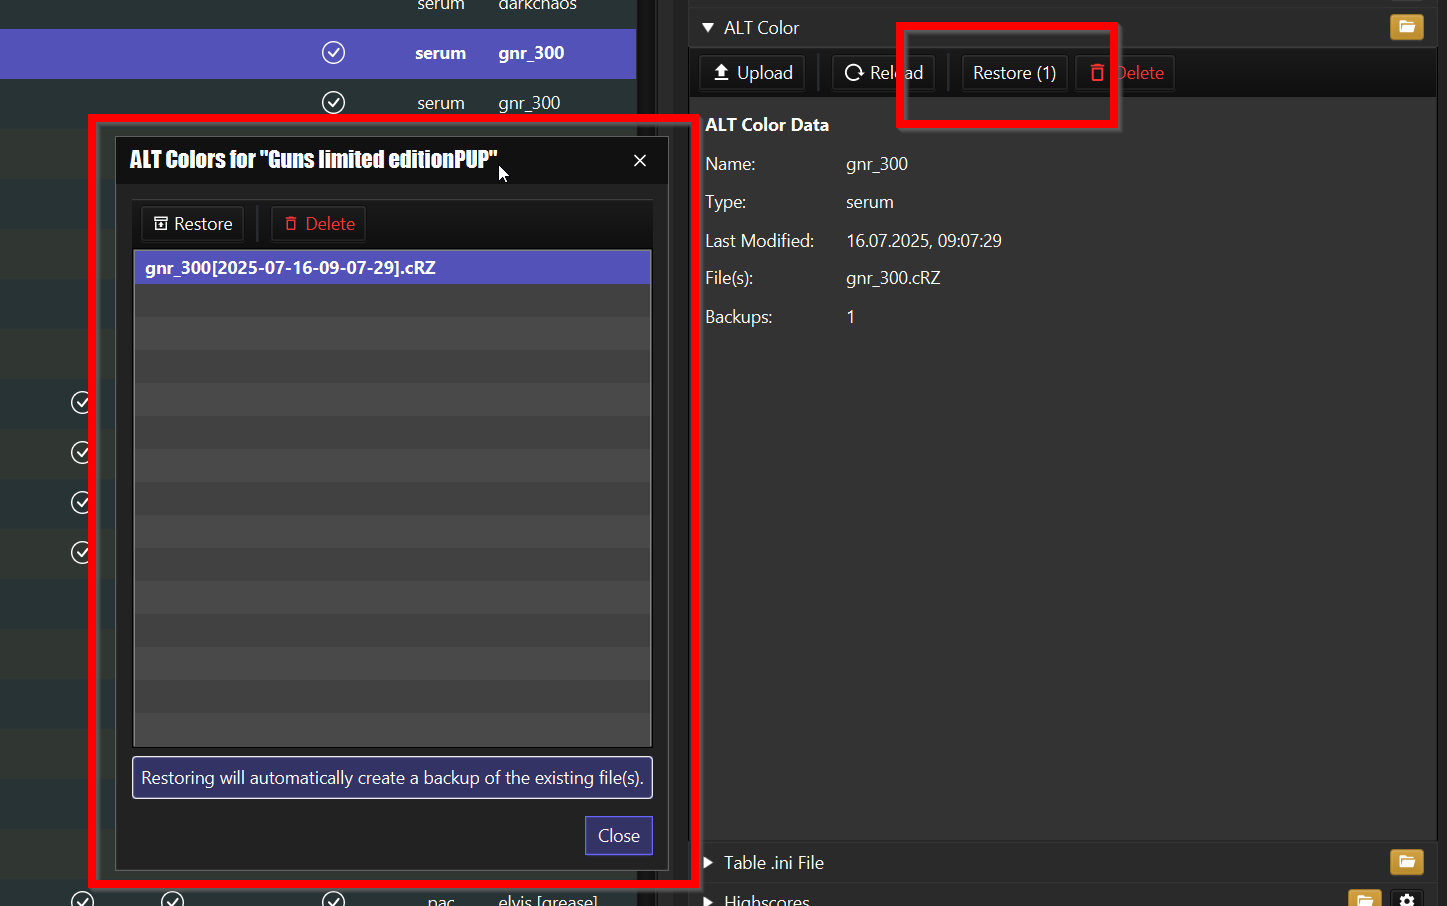 serum darkchaos
serum gnr_300
serum gnr_300
ALT Colors for "Guns limited editionPUP"
Restore Delete
gnr_300[2025-07-16-09-07-29].cRZ
Restoring will automatically create a backup of the existing file(s).
Close
pac elvis [grease]
ALT Color
Upload Reload Restore (1) Delete
ALT Color Data
Name: gnr_300
Type: serum
Last Modified: 16.07.2025, 09:07:29
File(s): gnr_300.cRZ
Backups: 1
Table .ini File
Highscores